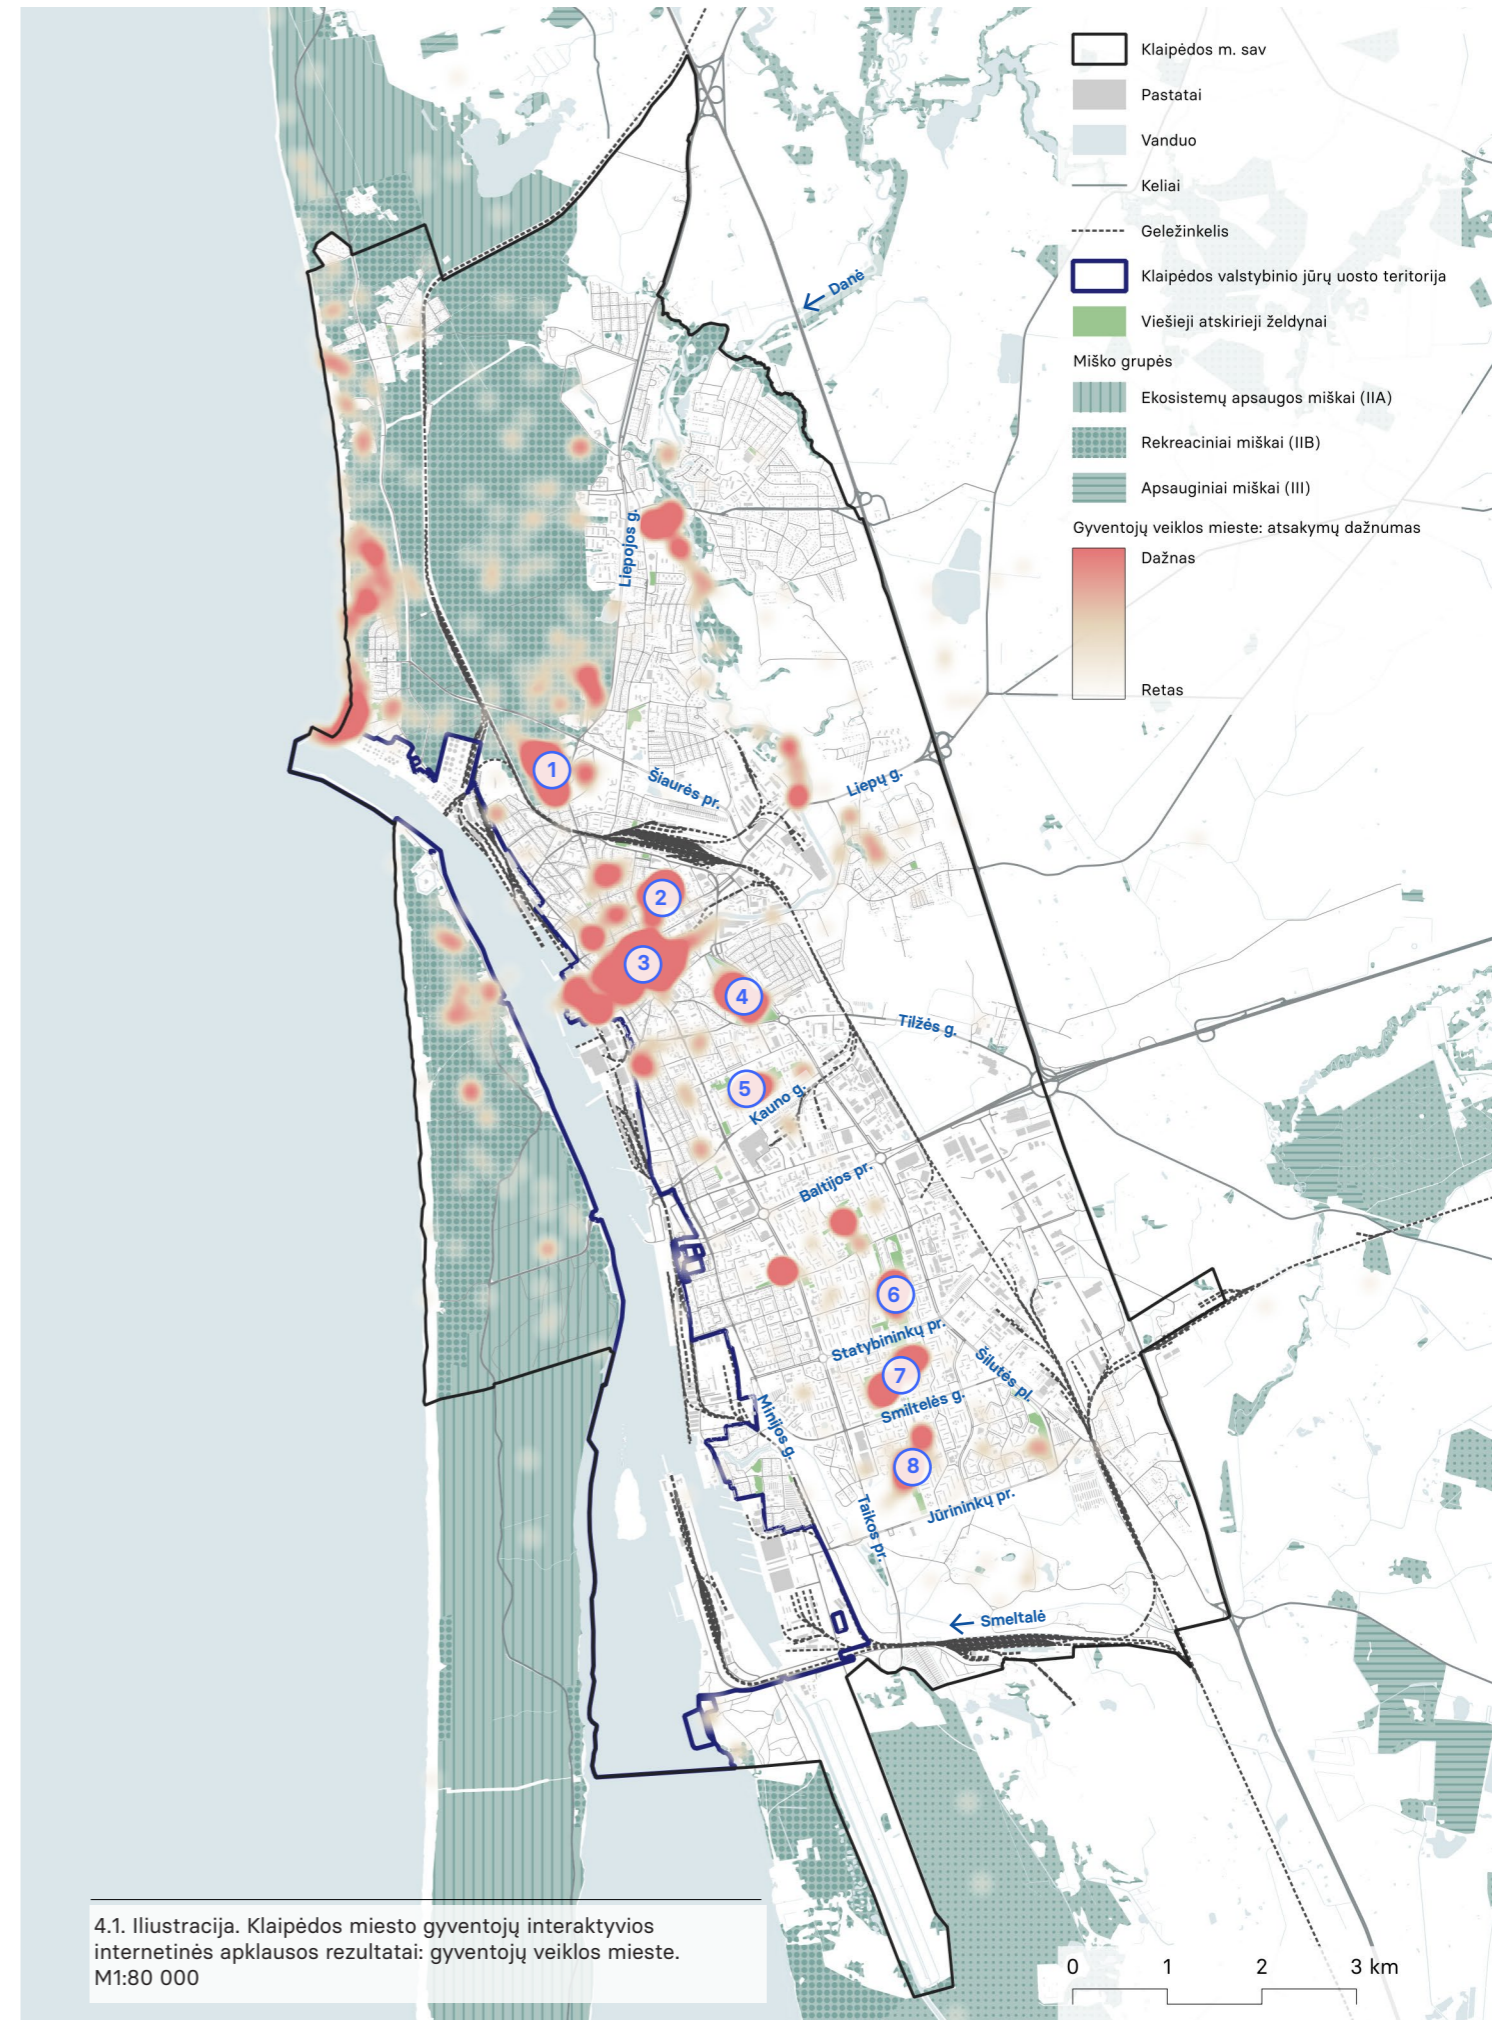 Klaipėdos m. sav
Pastatai
Vanduo
Keliai
Geležinkelis
Klaipėdos valstybinio jūrų uosto teritorija
Viešieji atskirieji želdynai
Miško grupės
Ekosistemų apsaugos miškai (IIA)
Rekreaciniai miškai (IIB)
Apsauginiai miškai (III)
Gyventojų veiklos mieste: atsakymų dažnumas
Dažnas
Retas
Danė
Liepojos g.
Šiaurės pr.
Liepų g.
1
2
3
4
Tilžės g.
5
Kauno g.
Baltijos pr.
6
Statybininkų pr.
Šilutės pl.
7
Smiltelės g.
Minijos g.
8
Jūrininkų pr.
Taikos pr.
Smeltalė
4.1. Iliustracija. Klaipėdos miesto gyventojų interaktyvios
internetinės apklausos rezultatai: gyventojų veiklos mieste.
M1:80 000
0 1 2 3 km